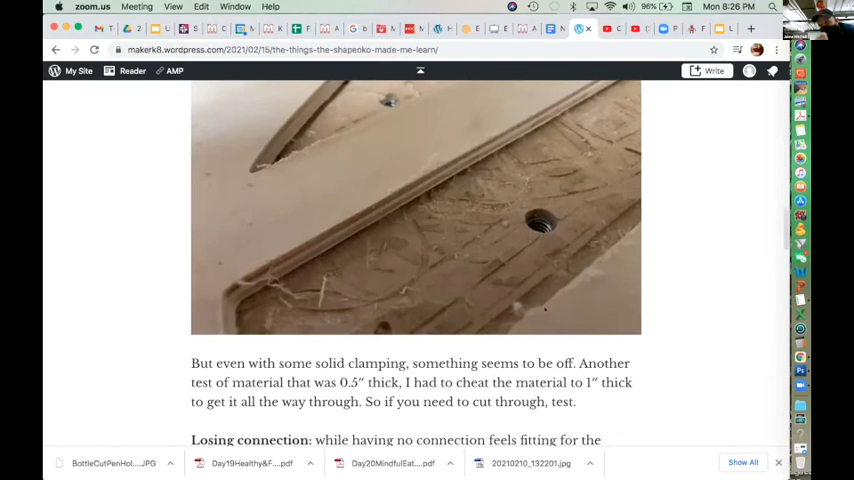 zoom.us Meeting View Edit Window Help 96% Mon 8:26 PM
makerk8.wordpress.com/2021/02/15/the-things-the-shapeoko-made-me-learn/
My Site Reader AMP Write
But even with some solid clamping, something seems to be off. Another
test of material that was 0.5″ thick, I had to cheat the material to 1″ thick
to get it all the way through. So if you need to cut through, test.
Losing connection: while having no connection feels fitting for the
BottleCutPenHol....JPG Day19Healthy&F....pdf Day20MindfulEat....pdf 20210210_132201.jpg Show All